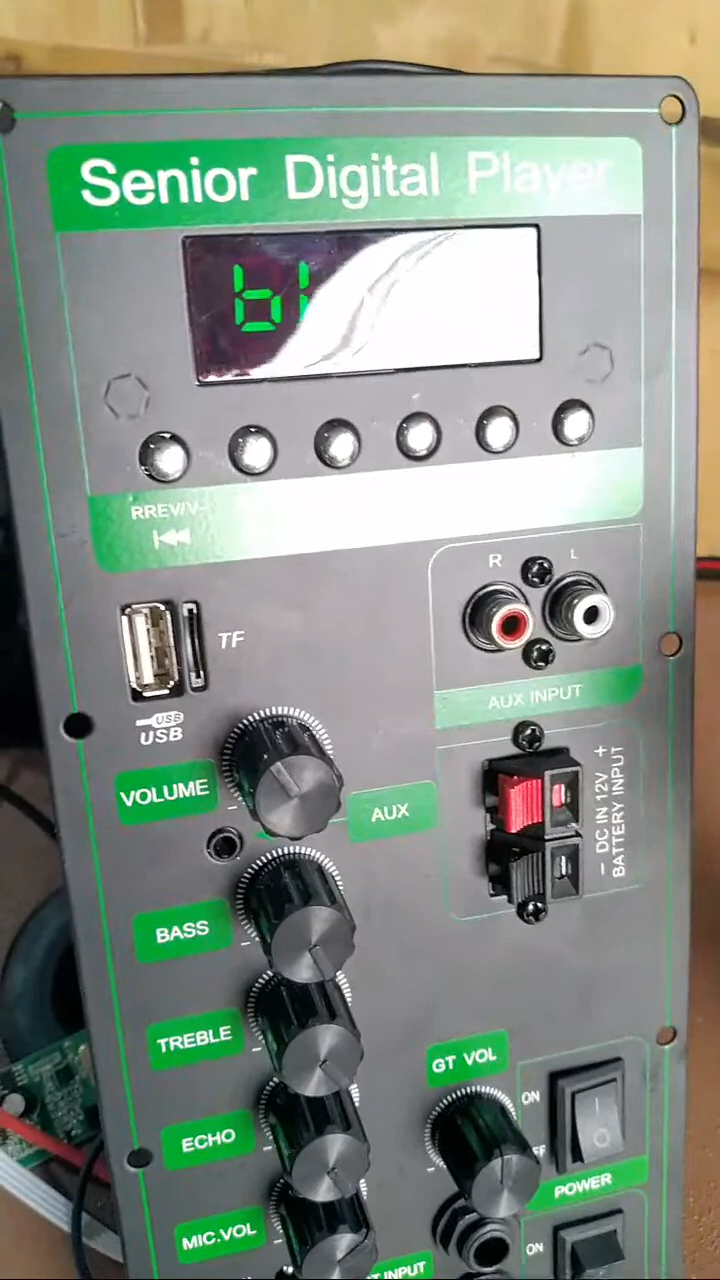 Senior Digital Player
bl
RREV/V-
R L
TF
AUX INPUT
USB
USB
VOLUME
AUX
- DC IN 12V +
BATTERY INPUT
BASS
TREBLE
GT VOL
ON
ECHO
POWER
MIC.VOL
ON
INPUT